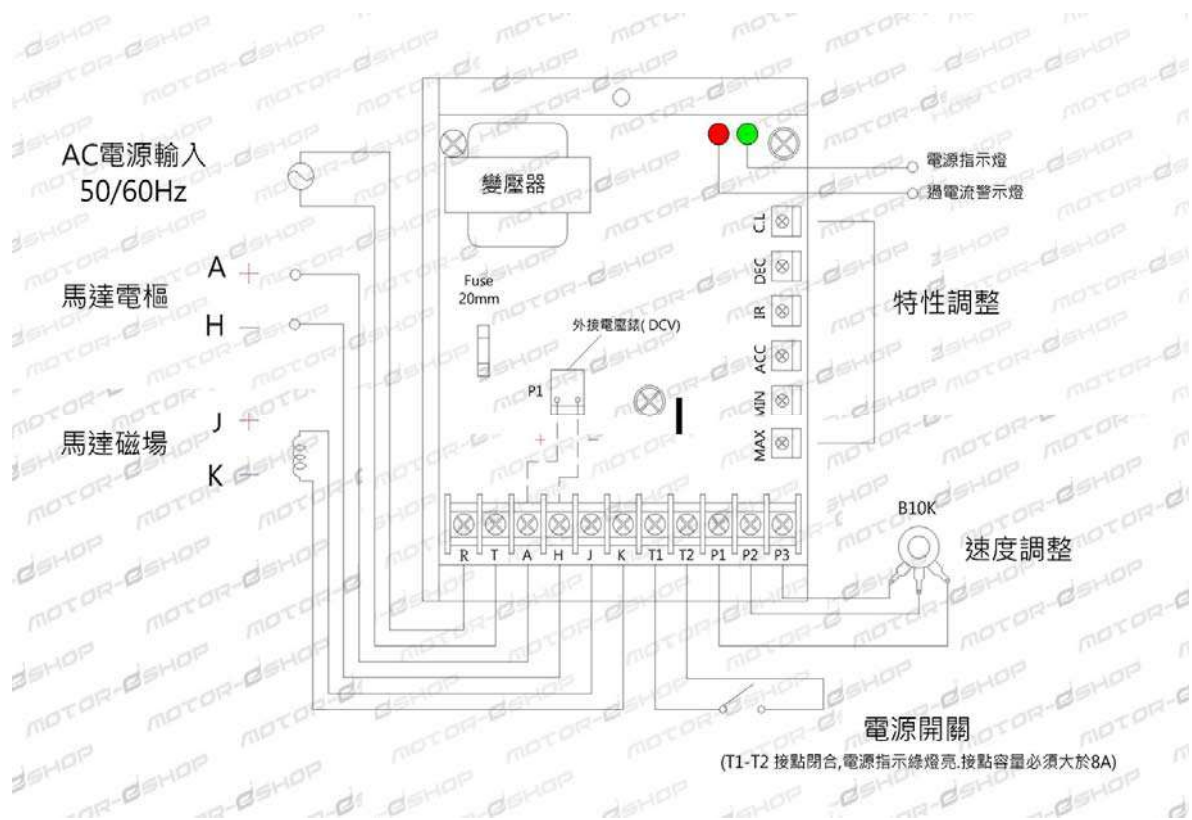 AC電源輸入
50/60Hz
馬達電樞
A +
H −
馬達磁場
J +
K −
變壓器
Fuse
20mm
外接電壓錶( DCV)
P1
+ −
電源指示燈
過電流警示燈
C.L
DEC
IR
ACC
MIN
MAX
特性調整
R T A H J K T1 T2 P1 P2 P3
B10K
速度調整
電源開關
(T1-T2 接點閉合,電源指示綠燈亮.接點容量必須大於8A)
MOTOR-dSHOP